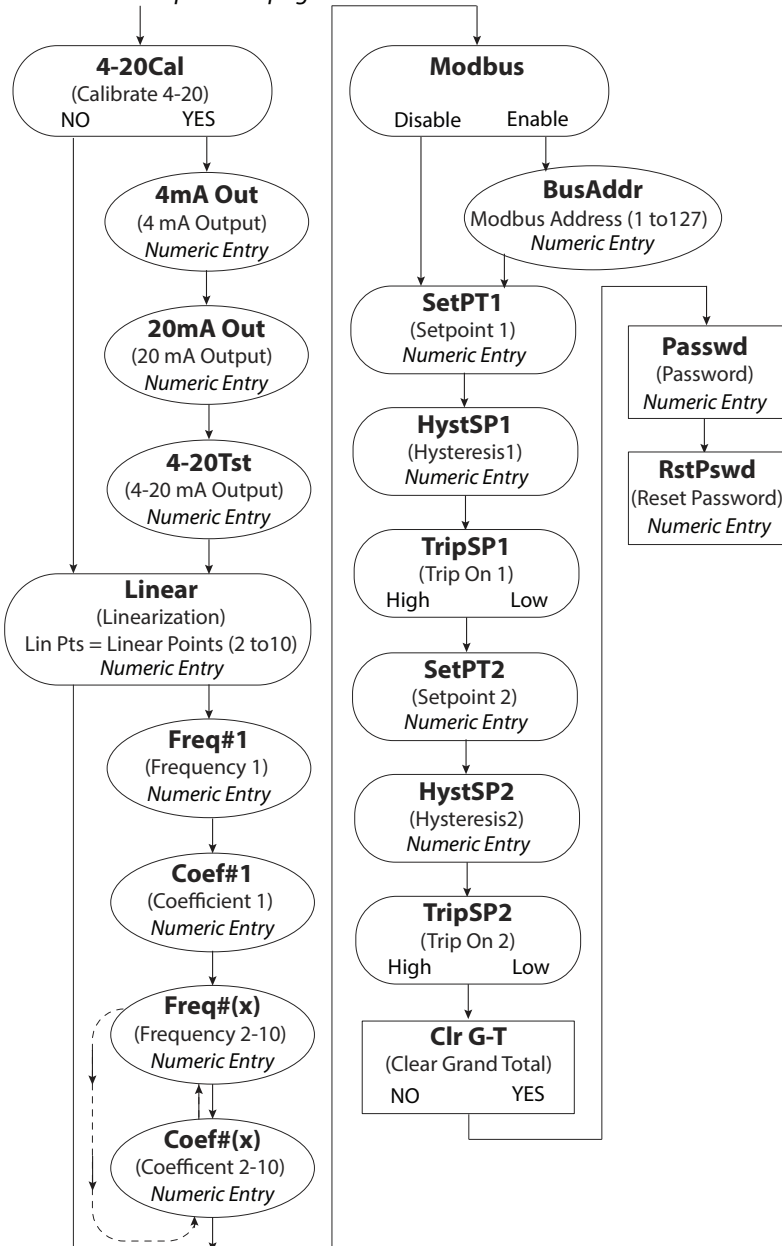 4-20Cal
(Calibrate 4-20)
NO YES
4mA Out
(4 mA Output)
Numeric Entry
20mA Out
(20 mA Output)
Numeric Entry
4-20Tst
(4-20 mA Output)
Numeric Entry
Linear
(Linearization)
Lin Pts = Linear Points (2 to10)
Numeric Entry
Freq#1
(Frequency 1)
Numeric Entry
Coef#1
(Coefficient 1)
Numeric Entry
Freq#(x)
(Frequency 2-10)
Numeric Entry
Coef#(x)
(Coefficent 2-10)
Numeric Entry
Modbus
Disable Enable
BusAddr
Modbus Address (1 to127)
Numeric Entry
SetPT1
(Setpoint 1)
Numeric Entry
HystSP1
(Hysteresis1)
Numeric Entry
TripSP1
(Trip On 1)
High Low
SetPT2
(Setpoint 2)
Numeric Entry
HystSP2
(Hysteresis2)
Numeric Entry
TripSP2
(Trip On 2)
High Low
Clr G-T
(Clear Grand Total)
NO YES
Passwd
(Password)
Numeric Entry
RstPswd
(Reset Password)
Numeric Entry